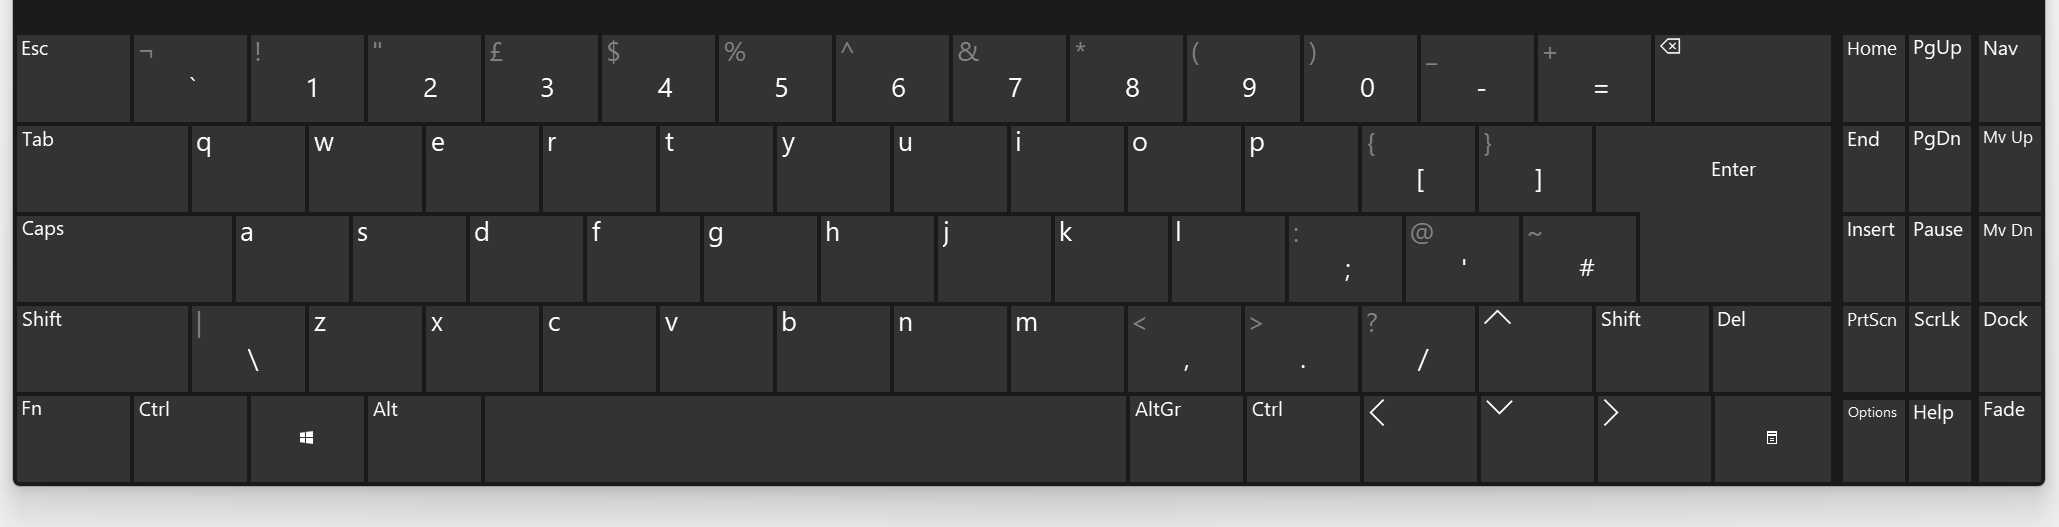 Esc ¬ ` ! 1 " 2 £ 3 $ 4 % 5 ^ 6 & 7 * 8 ( 9 ) 0 _ - + = Home PgUp Nav
Tab q w e r t y u i o p { [ } ] Enter End PgDn Mv Up
Caps a s d f g h j k l : ; @ ' ~ # Insert Pause Mv Dn
Shift | \ z x c v b n m < , > . ? / Shift Del PrtScn ScrLk Dock
Fn Ctrl Alt AltGr Ctrl Options Help Fade